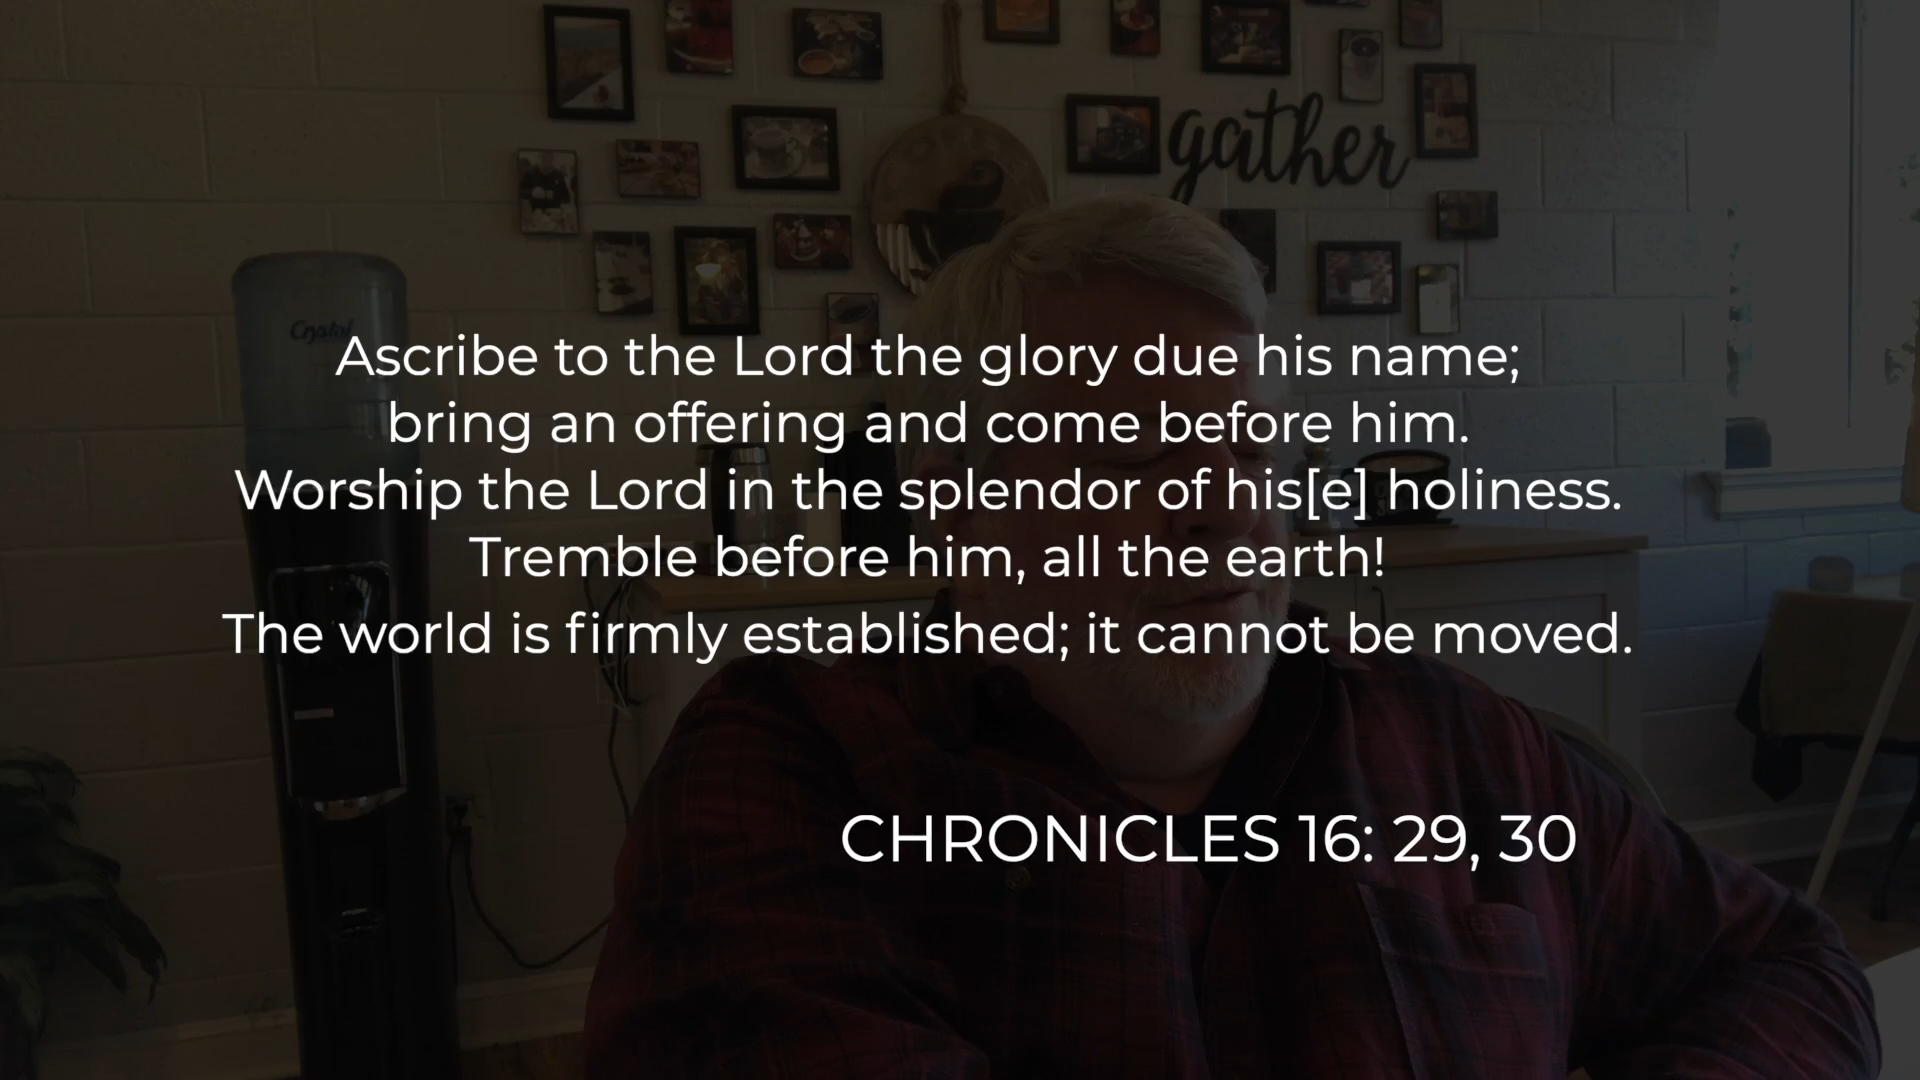 gather
Crystal
Ascribe to the Lord the glory due his name;
bring an offering and come before him.
Worship the Lord in the splendor of his[e] holiness.
Tremble before him, all the earth!
The world is firmly established; it cannot be moved.
CHRONICLES 16: 29, 30